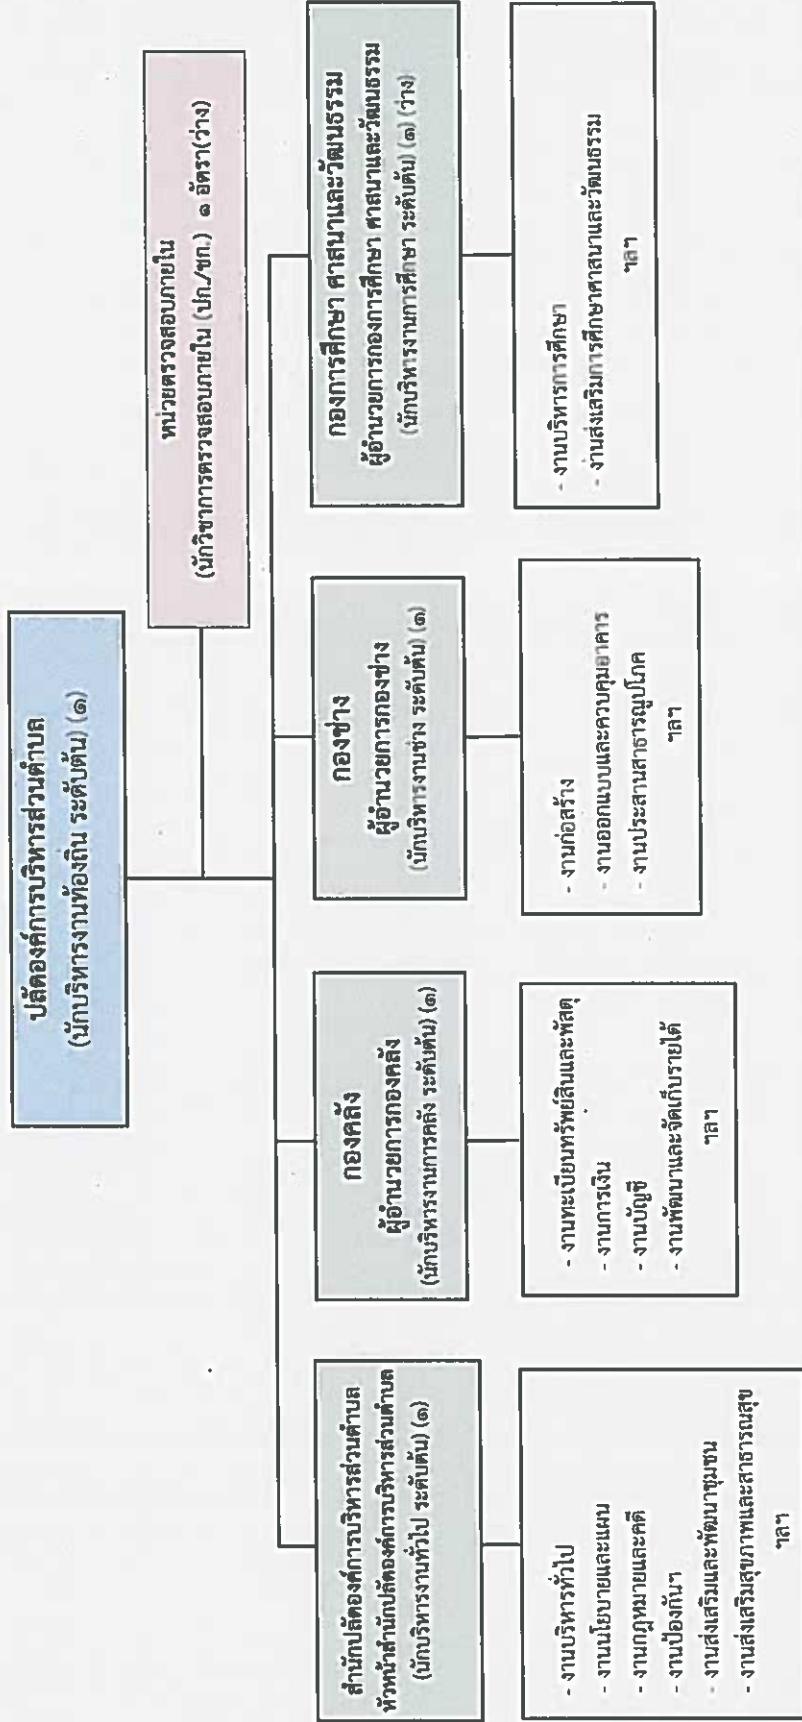 ปลัดองค์การบริหารส่วนตำบล
(นักบริหารงานท้องถิ่น ระดับต้น) (๑)
หน่วยตรวจสอบภายใน
(นักวิชาการตรวจสอบภายใน (ปก./ชก.) ๑ อัตรา(ว่าง)
สำนักปลัดองค์การบริหารส่วนตำบล
หัวหน้าสำนักปลัดองค์การบริหารส่วนตำบล
(นักบริหารงานทั่วไป ระดับต้น) (๑)
กองคลัง
ผู้อำนวยการกองคลัง
(นักบริหารงานการคลัง ระดับต้น) (๑)
กองช่าง
ผู้อำนวยการกองช่าง
(นักบริหารงานช่าง ระดับต้น) (๑)
กองการศึกษา ศาสนาและวัฒนธรรม
ผู้อำนวยการกองการศึกษา ศาสนาและวัฒนธรรม
(นักบริหารงานการศึกษา ระดับต้น) (๑) (ว่าง)
- งานบริหารทั่วไป
- งานนโยบายและแผน
- งานกฎหมายและคดี
- งานป้องกันฯ
- งานส่งเสริมและพัฒนาชุมชน
- งานส่งเสริมสุขภาพและสาธารณสุข
ฯลฯ
- งานทะเบียนทรัพย์สินและพัสดุ
- งานการเงิน
- งานบัญชี
- งานพัฒนาและจัดเก็บรายได้
ฯลฯ
- งานก่อสร้าง
- งานออกแบบและควบคุมอาคาร
- งานประสานสาธารณูปโภค
ฯลฯ
- งานบริหารการศึกษา
- งานส่งเสริมการศึกษาศาสนาและวัฒนธรรม
ฯลฯ